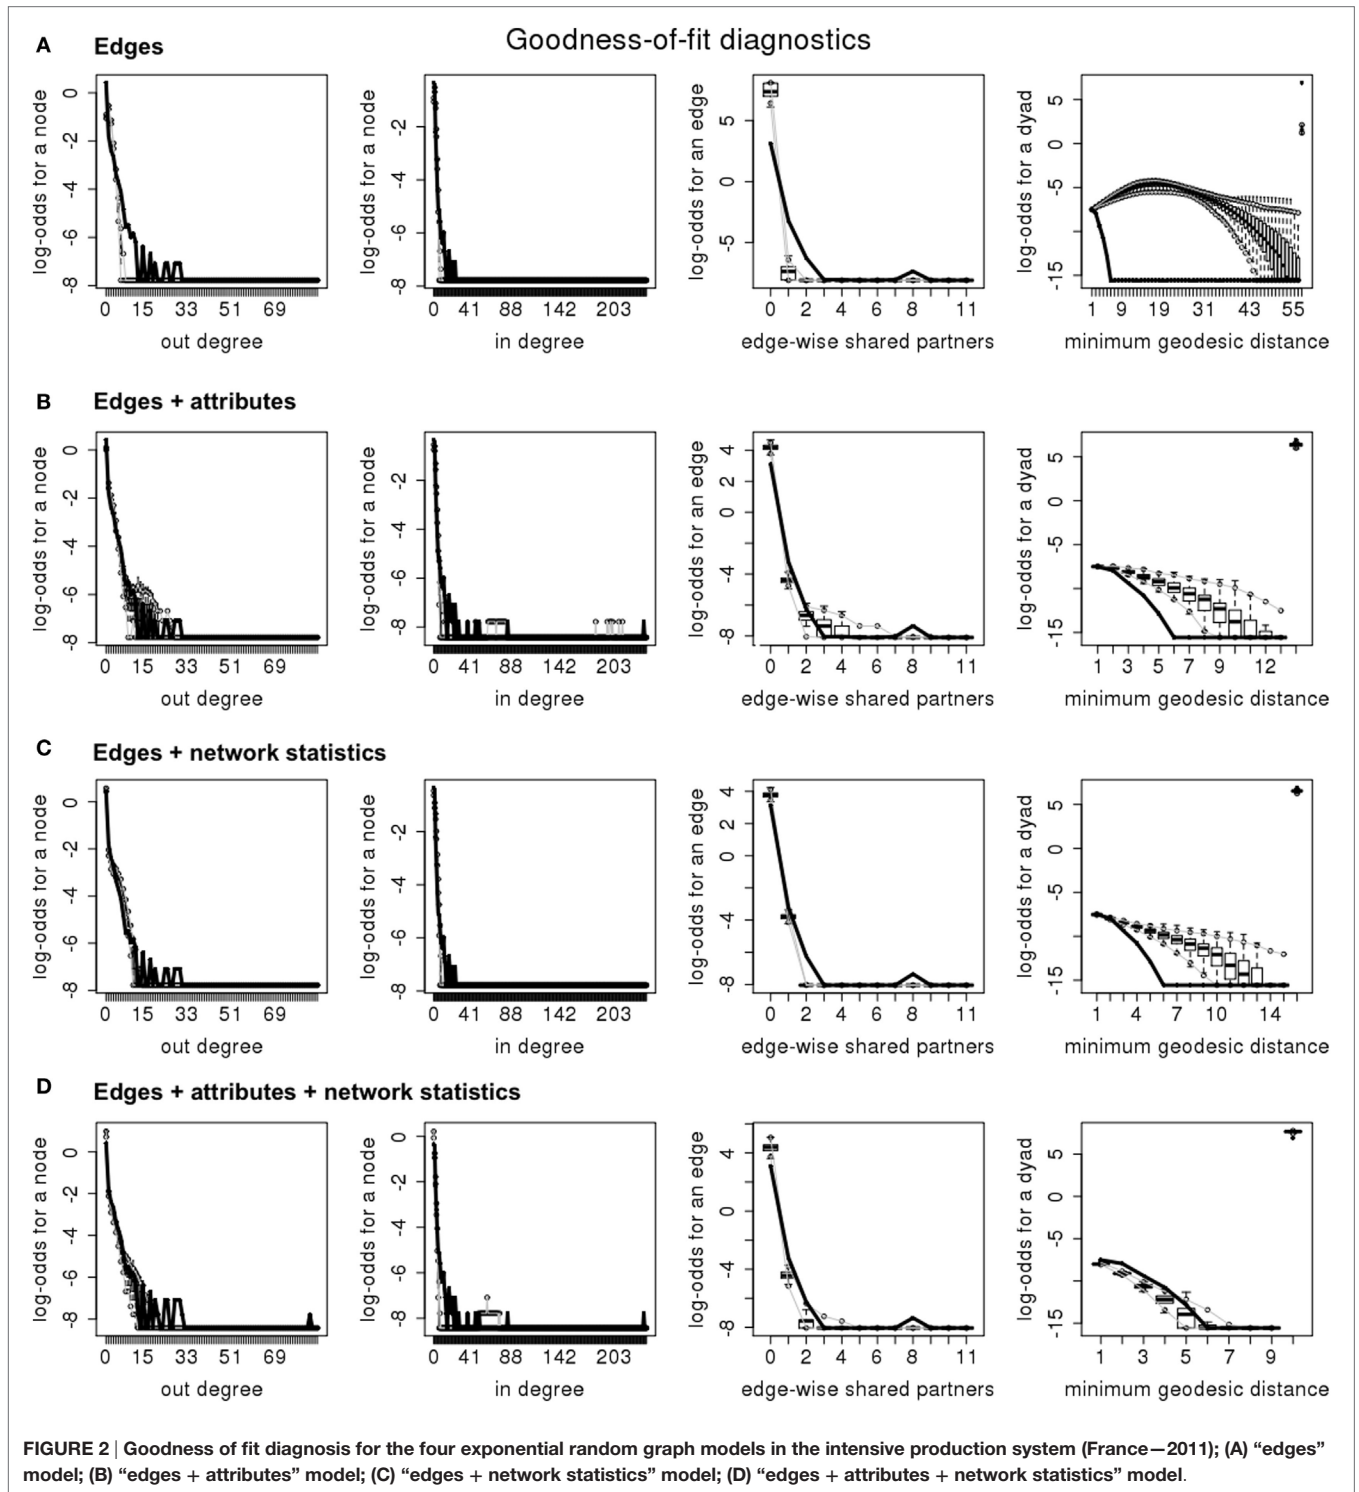 Goodness-of-fit diagnostics
A Edges
log-odds for a node
0
-2
-4
-6
-8
0 15 33 51 69
out degree
log-odds for a node
-2
-4
-6
-8
0 41 88 142 203
in degree
log-odds for an edge
5
0
-5
0 2 4 6 8 11
edge-wise shared partners
log-odds for a dyad
5
0
-5
-15
1 9 19 31 43 55
minimum geodesic distance
B Edges + attributes
log-odds for a node
0
-2
-4
-6
-8
0 15 33 51 69
out degree
log-odds for a node
-2
-4
-6
-8
0 41 88 142 203
in degree
log-odds for an edge
4
2
0
-4
-8
0 2 4 6 8 11
edge-wise shared partners
log-odds for a dyad
5
0
-5
-15
1 3 5 7 9 12
minimum geodesic distance
C Edges + network statistics
log-odds for a node
0
-2
-4
-6
-8
0 15 33 51 69
out degree
log-odds for a node
-2
-4
-6
-8
0 41 88 142 203
in degree
log-odds for an edge
4
2
0
-4
-8
0 2 4 6 8 11
edge-wise shared partners
log-odds for a dyad
5
0
-5
-15
1 4 7 10 14
minimum geodesic distance
D Edges + attributes + network statistics
log-odds for a node
0
-2
-4
-6
-8
0 15 33 51 69
out degree
log-odds for a node
0
-2
-4
-6
-8
0 41 88 142 203
in degree
log-odds for an edge
4
0
-4
-8
0 2 4 6 8 11
edge-wise shared partners
log-odds for a dyad
5
0
-5
-15
1 3 5 7 9
minimum geodesic distance
FIGURE 2 | Goodness of fit diagnosis for the four exponential random graph models in the intensive production system (France—2011); (A) “edges”
model; (B) “edges + attributes” model; (C) “edges + network statistics” model; (D) “edges + attributes + network statistics” model.